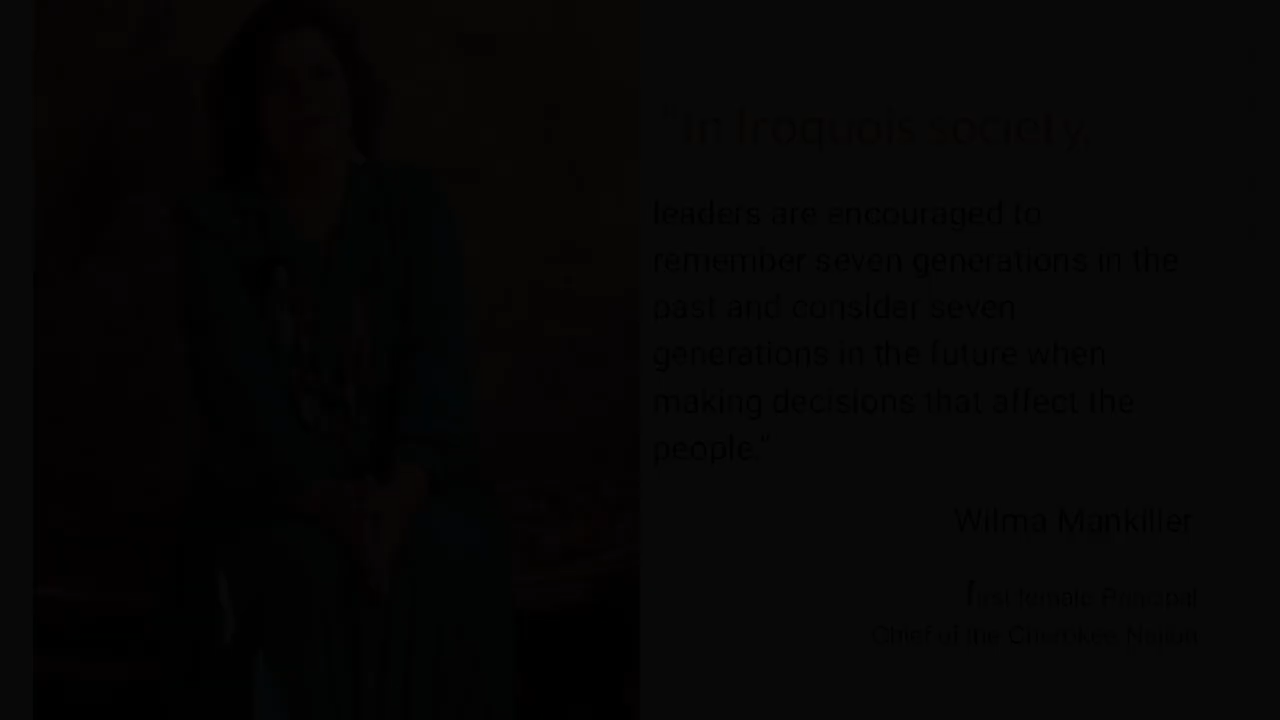 "In Iroquois society,
leaders are encouraged to
remember seven generations in the
past and consider seven
generations in the future when
making decisions that affect the
people."
Wilma Mankiller
first female Principal
Chief of the Cherokee Nation